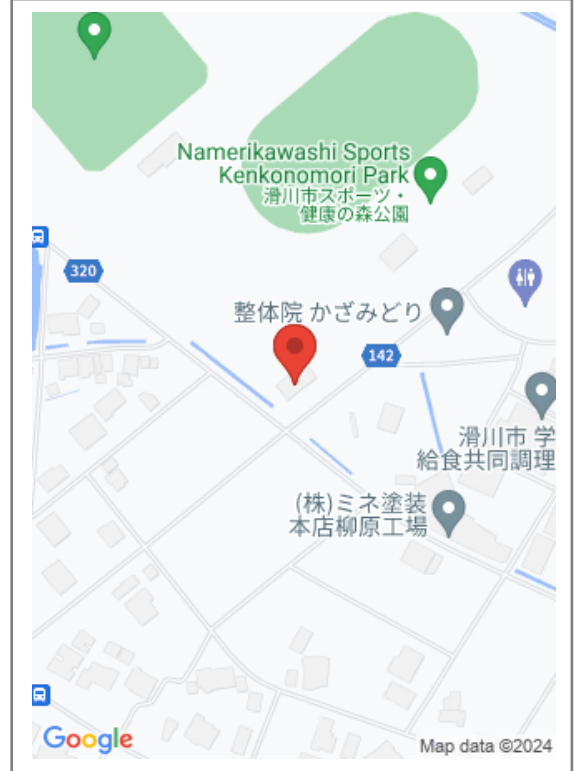 Namerikawashi Sports
Kenkonomori Park
滑川市スポーツ・
健康の森公園
320
整体院 かざみどり
142
滑川市 学
給食共同調理
(株)ミネ塗装
本店柳原工場
Google
Map data ©2024